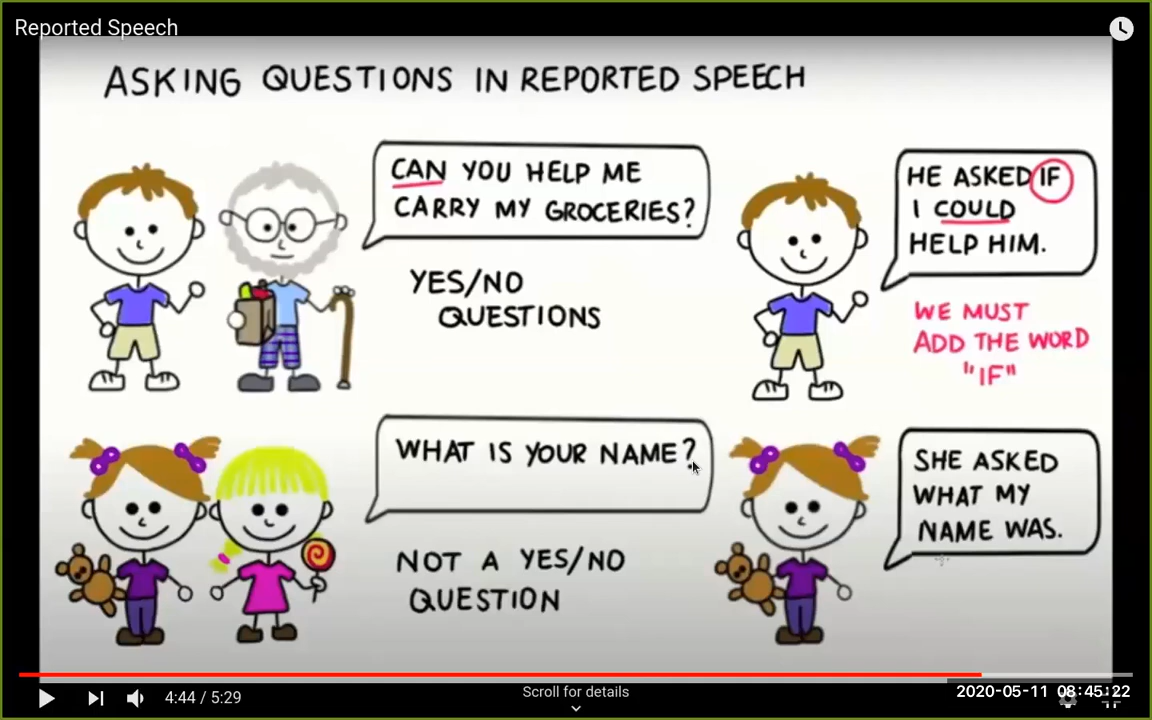 Reported Speech
ASKING QUESTIONS IN REPORTED SPEECH
CAN YOU HELP ME
CARRY MY GROCERIES?
YES/NO
QUESTIONS
HE ASKED IF
I COULD
HELP HIM.
WE MUST
ADD THE WORD
"IF"
WHAT IS YOUR NAME?
NOT A YES/NO
QUESTION
SHE ASKED
WHAT MY
NAME WAS.
4:44 / 5:29
Scroll for details
2020-05-11 08:45:22